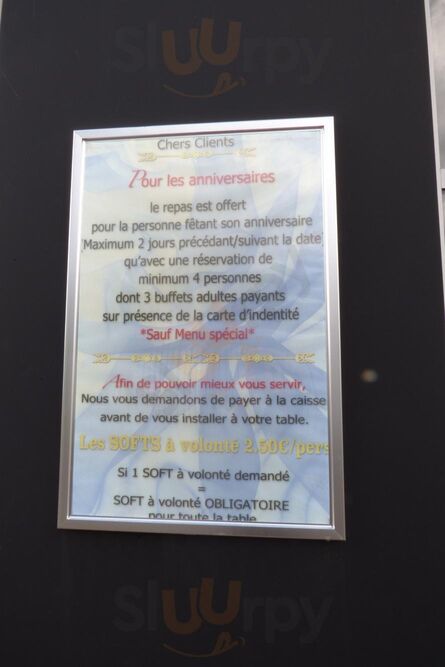 SLUUrpy
Chers Clients
Pour les anniversaires
le repas est offert
pour la personne fêtant son anniversaire
(Maximum 2 jours précédant/suivant la date
qu'avec une réservation de
minimum 4 personnes
dont 3 buffets adultes payants
sur présence de la carte d'indentité
*Sauf Menu spécial*
Afin de pouvoir mieux vous servir,
Nous vous demandons de payer à la caisse
avant de vous installer à votre table.
Les SOFTS à volonté 2.50€/pers
Si 1 SOFT à volonté demandé
=
SOFT à volonté OBLIGATOIRE
pour toute la table
SLUUrpy